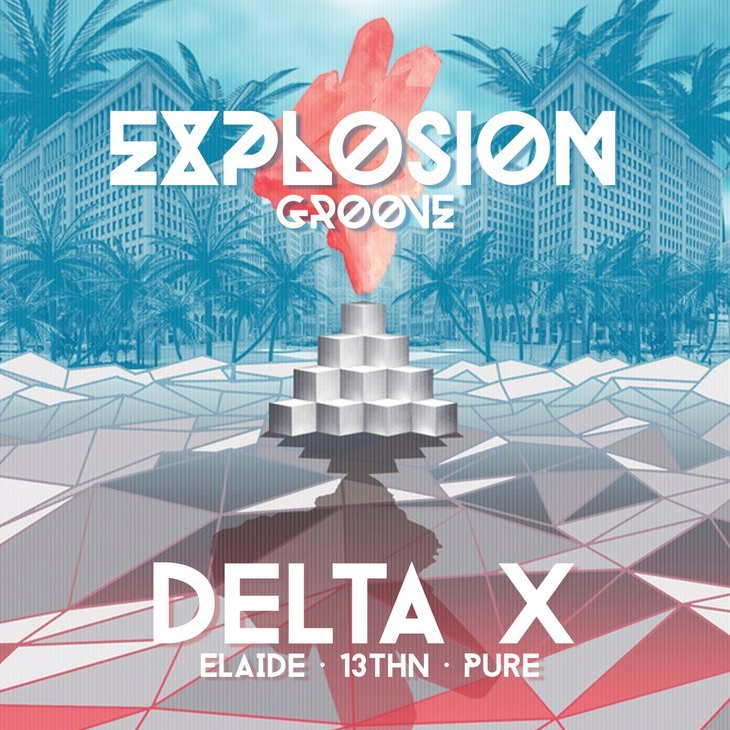 EXPLOSION
GROOVE
DELTA X
ELAIDE · 13THN · PURE